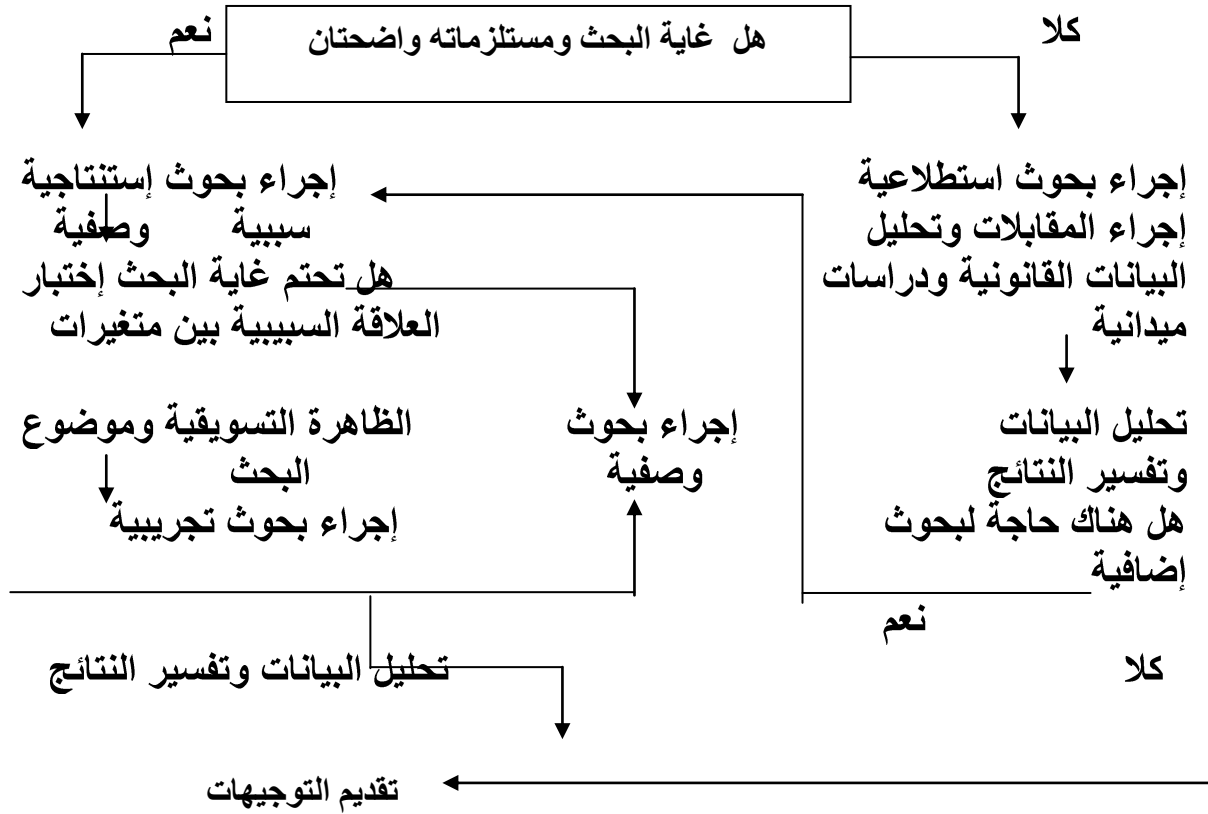 كلا
هل غاية البحث ومستلزماته واضحتان
نعم
إجراء بحوث استطلاعية
إجراء المقابلات وتحليل
البيانات القانونية ودراسات
ميدانية
تحليل البيانات
وتفسير النتائج
هل هناك حاجة لبحوث
إضافية
نعم
كلا
إجراء بحوث إستنتاجية
سببية وصفية
هل تحتم غاية البحث إختبار
العلاقة السببيبية بين متغيرات
الظاهرة التسويقية وموضوع
البحث
إجراء بحوث تجريبية
إجراء بحوث
وصفية
تحليل البيانات وتفسير النتائج
تقديم التوجيهات